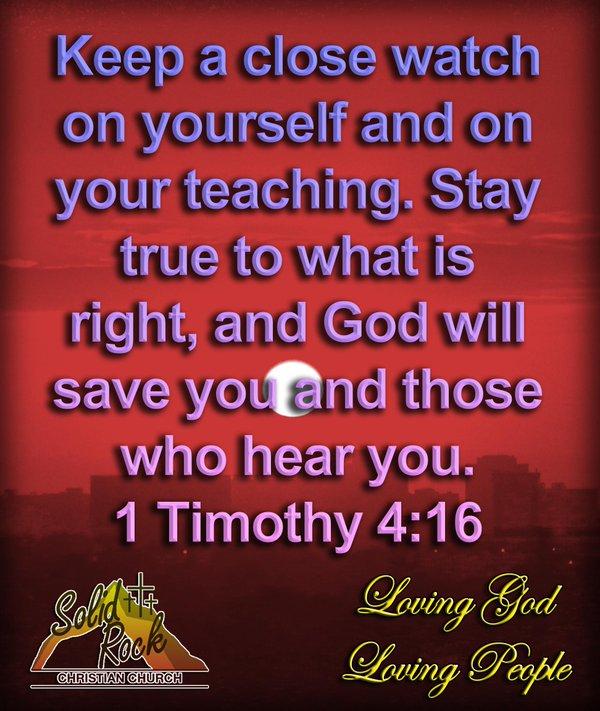 Keep a close watch
on yourself and on
your teaching. Stay
true to what is
right, and God will
save you and those
who hear you.
1 Timothy 4:16
Solid
Rock
CHRISTIAN CHURCH
Loving God
Loving People